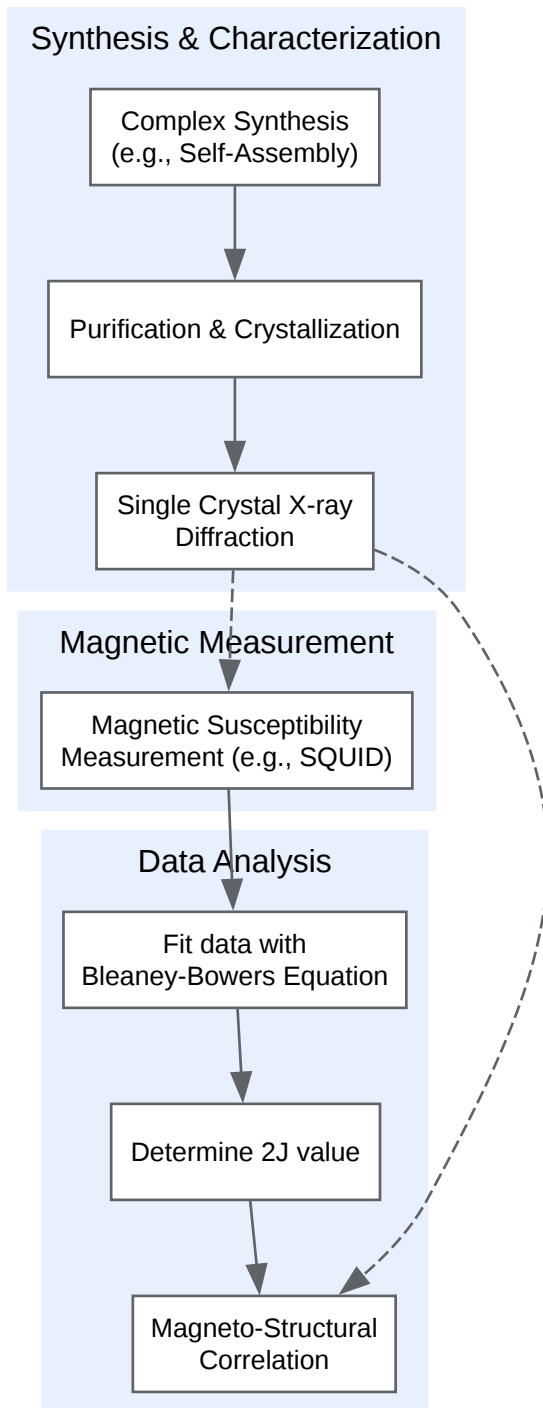 Synthesis & Characterization
Complex Synthesis
(e.g., Self-Assembly)
Purification & Crystallization
Single Crystal X-ray
Diffraction
Magnetic Measurement
Magnetic Susceptibility
Measurement (e.g., SQUID)
Data Analysis
Fit data with
Bleaney-Bowers Equation
Determine 2J value
Magneto-Structural
Correlation